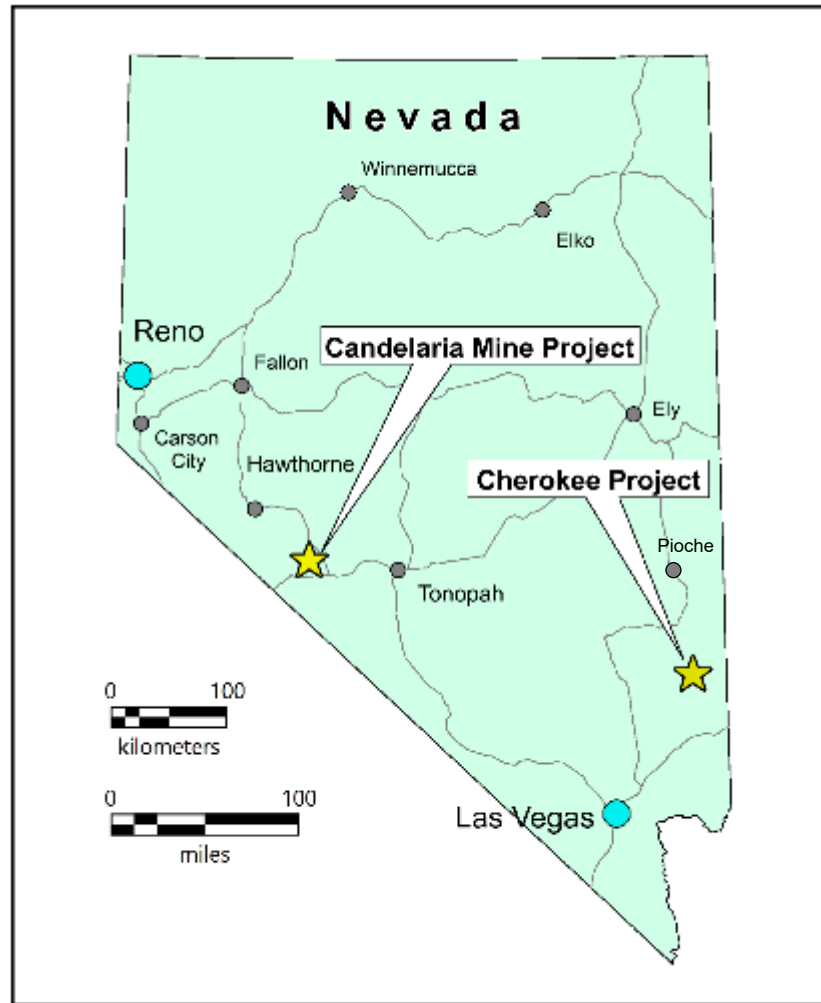 Nevada
Winnemucca
Elko
Reno
Candelaria Mine Project
Fallon
Ely
Carson
City
Hawthorne
Cherokee Project
Pioche
Tonopah
0 100
kilometers
0 100
miles
Las Vegas